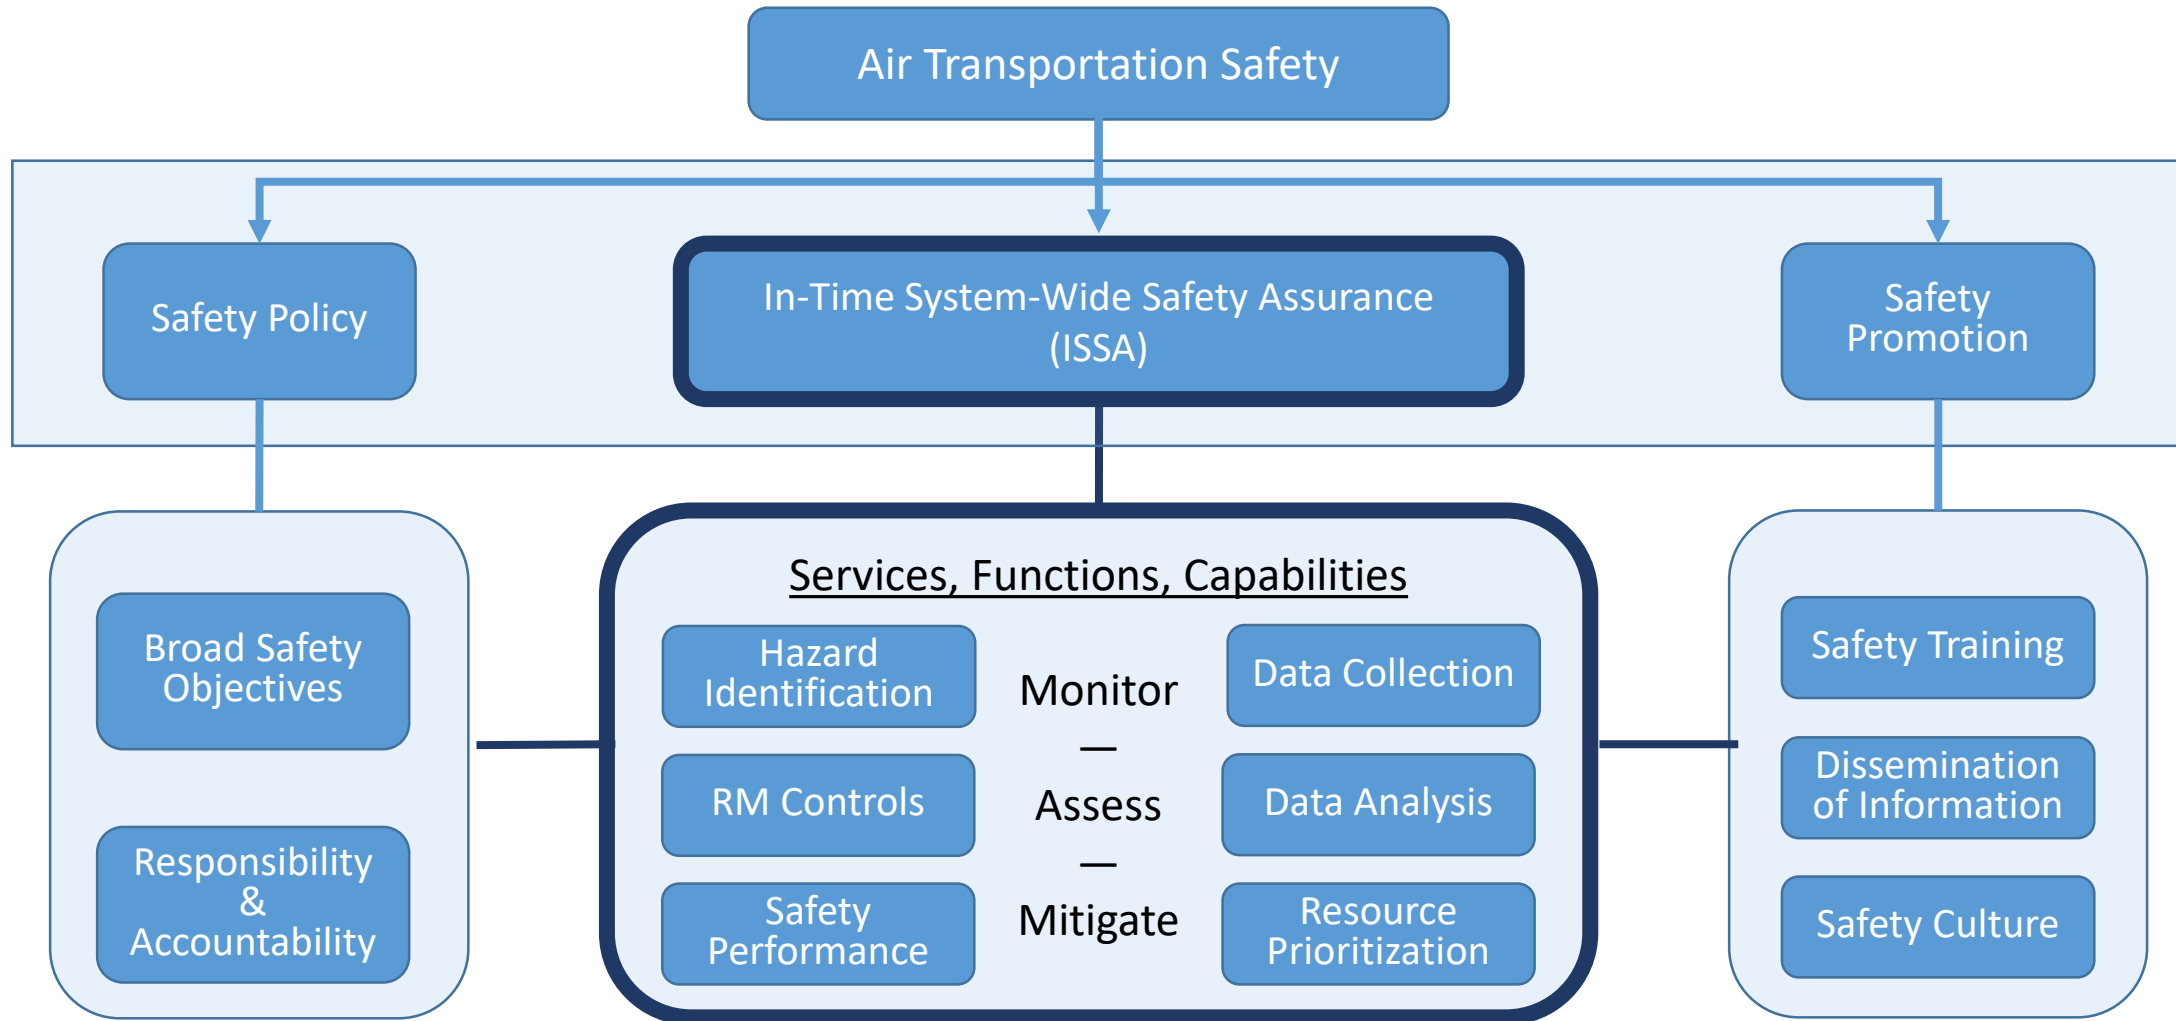 Air Transportation Safety
Safety Policy
In-Time System-Wide Safety Assurance
(ISSA)
Safety
Promotion
Broad Safety
Objectives
Responsibility
&
Accountability
Services, Functions, Capabilities
Hazard
Identification
RM Controls
Safety
Performance
Monitor
—
Assess
—
Mitigate
Data Collection
Data Analysis
Resource
Prioritization
Safety Training
Dissemination
of Information
Safety Culture